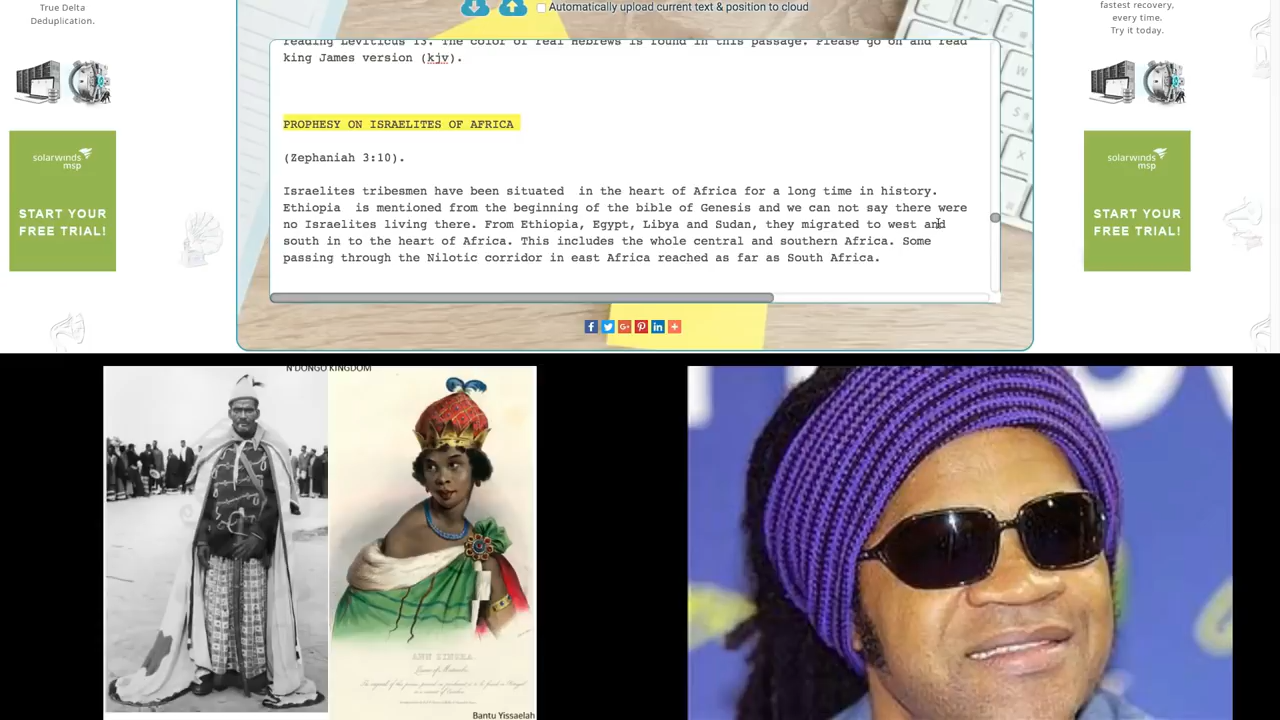 True Delta
Deduplication.
solarwinds
msp
START YOUR
FREE TRIAL!
Automatically upload current text & position to cloud
reading Leviticus 13. The color of real Hebrews is found in this passage. Please go on and read
king James version (kjv).
PROPHESY ON ISRAELITES OF AFRICA
(Zephaniah 3:10).
Israelites tribesmen have been situated in the heart of Africa for a long time in history.
Ethiopia is mentioned from the beginning of the bible of Genesis and we can not say there were
no Israelites living there. From Ethiopia, Egypt, Libya and Sudan, they migrated to west and
south in to the heart of Africa. This includes the whole central and southern Africa. Some
passing through the Nilotic corridor in east Africa reached as far as South Africa.
fastest recovery,
every time.
Try it today.
solarwinds
msp
START YOUR
FREE TRIAL!
N'DONGO KINGDOM
ANN ZINGHA.
Bantu Yissaelah